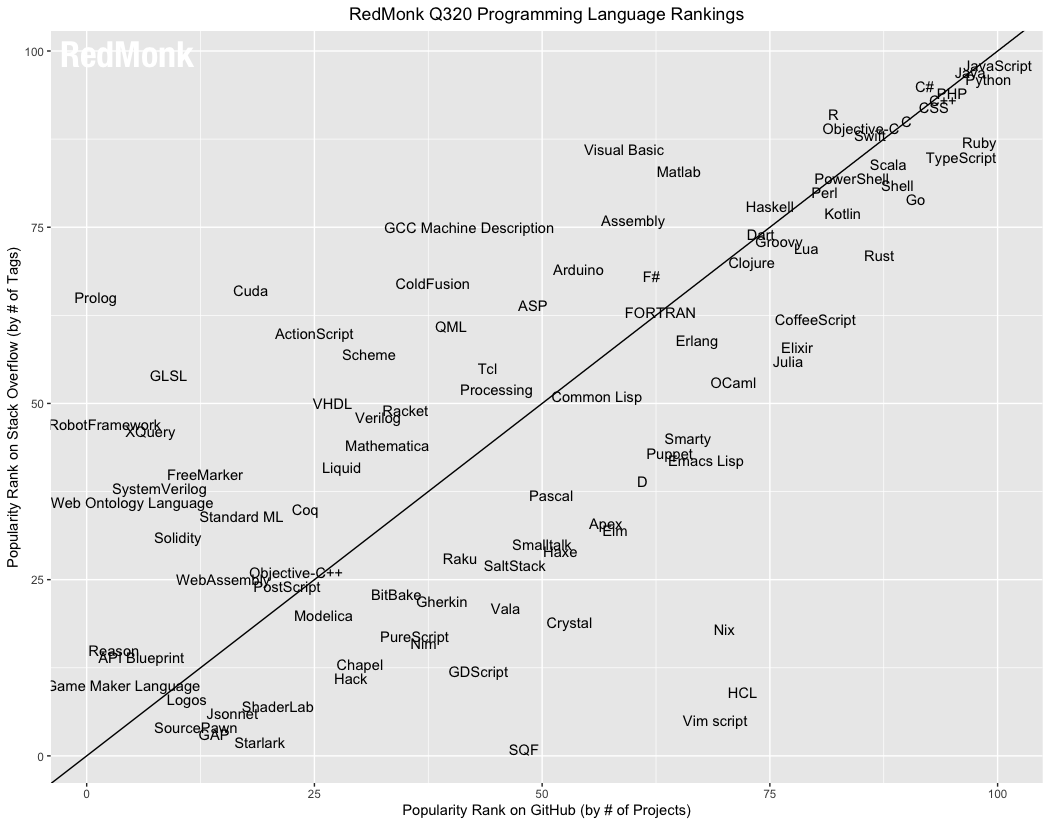 RedMonk Q320 Programming Language Rankings
RedMonk
Popularity Rank on Stack Overflow (by # of Tags)
100
75
50
25
0
JavaScript
Java
Python
C#
PHP
C++
CSS
R
C
Objective-C
Swift
Ruby
Visual Basic
TypeScript
Scala
Matlab
PowerShell
Shell
Perl
Go
Haskell
Kotlin
Assembly
GCC Machine Description
Dart
Groovy
Lua
Rust
Clojure
Arduino
F#
ColdFusion
Cuda
Prolog
ASP
FORTRAN
CoffeeScript
QML
ActionScript
Erlang
Elixir
Scheme
Julia
Tcl
GLSL
OCaml
Processing
Common Lisp
VHDL
Racket
Verilog
RobotFramework
XQuery
Smarty
Mathematica
Puppet
Emacs Lisp
Liquid
FreeMarker
D
SystemVerilog
Pascal
Web Ontology Language
Coq
Standard ML
Apex
Elm
Solidity
Smalltalk
Haxe
Raku
SaltStack
Objective-C++
WebAssembly
PostScript
BitBake
Gherkin
Vala
Modelica
Crystal
Nix
PureScript
Nim
Reason
API Blueprint
Chapel
GDScript
Hack
Game Maker Language
HCL
Logos
ShaderLab
Jsonnet
Vim script
SourcePawn
GAP
Starlark
SQF
0
25
50
75
100
Popularity Rank on GitHub (by # of Projects)